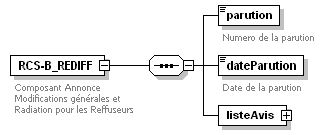 parution
Numero de la parution
RCS-B_REDIFF
Composant Annonce
Modifications générales et
Radiation pour les Reffuseurs
dateParution
Date de la parution
listeAvis